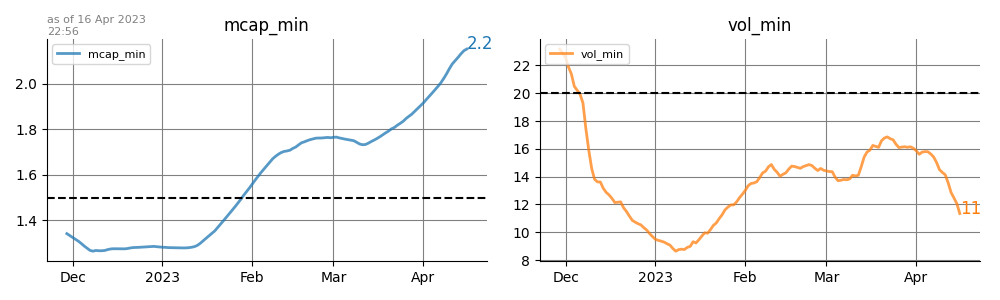 as of 16 Apr 2023
22:56
mcap_min
mcap_min
2.2
2.0
1.8
1.6
1.4
Dec
2023
Feb
Mar
Apr
vol_min
vol_min
22
20
18
16
14
12
10
8
11
Dec
2023
Feb
Mar
Apr